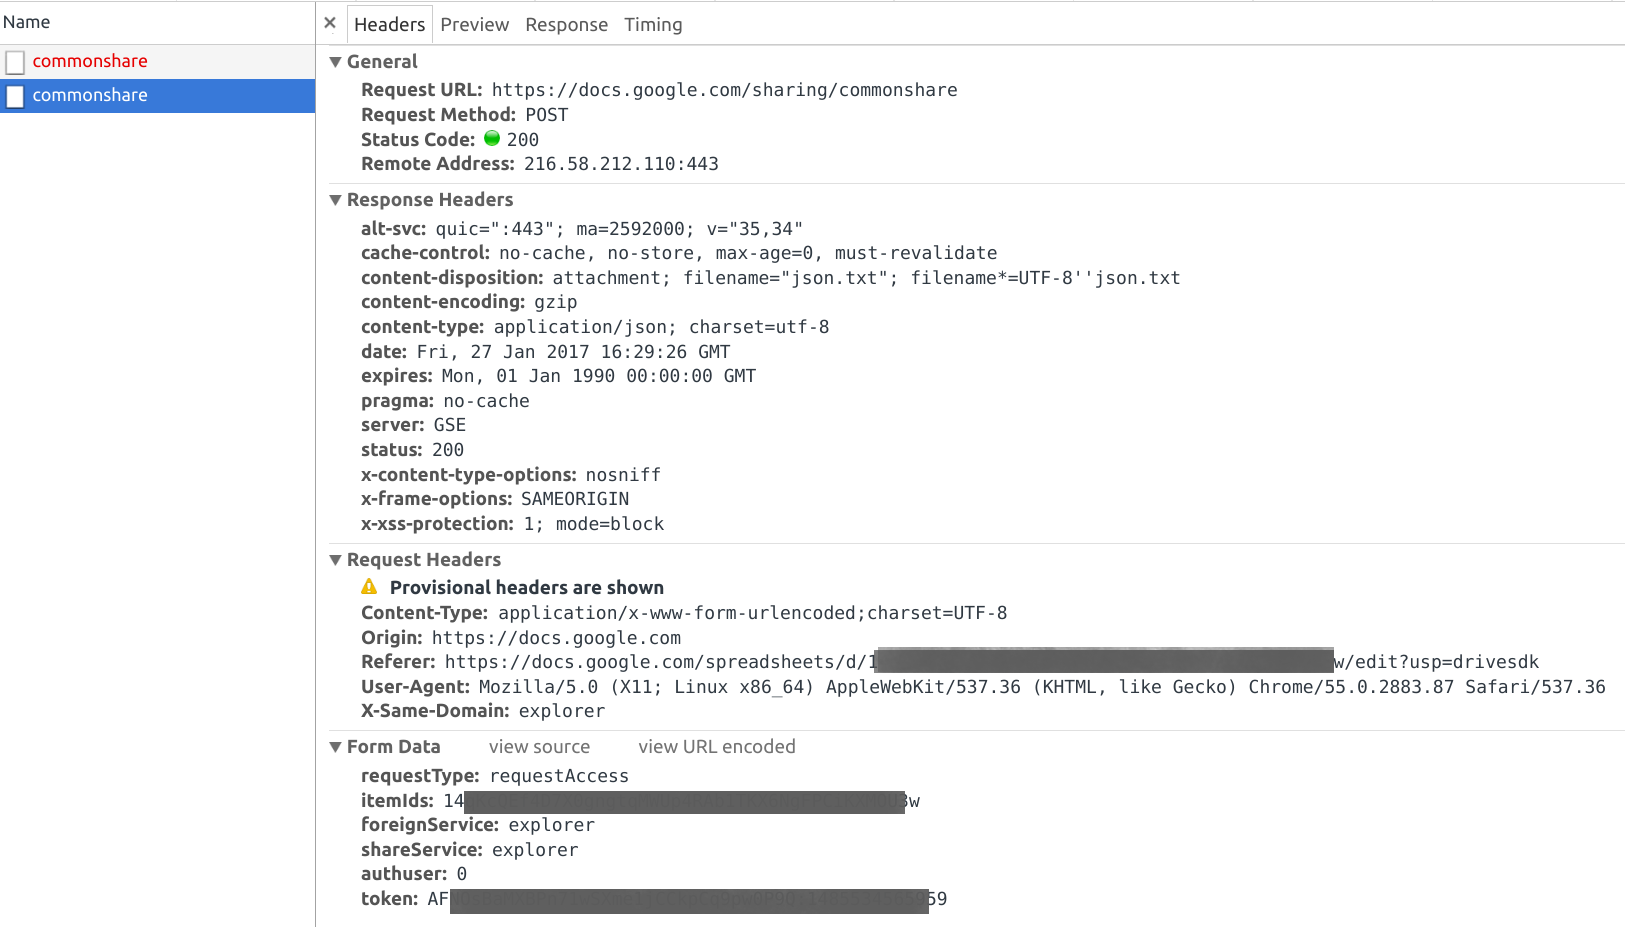 Name
commonshare
commonshare
× Headers Preview Response Timing
▼ General
Request URL: https://docs.google.com/sharing/commonshare
Request Method: POST
Status Code: 200
Remote Address: 216.58.212.110:443
▼ Response Headers
alt-svc: quic=":443"; ma=2592000; v="35,34"
cache-control: no-cache, no-store, max-age=0, must-revalidate
content-disposition: attachment; filename="json.txt"; filename*=UTF-8''json.txt
content-encoding: gzip
content-type: application/json; charset=utf-8
date: Fri, 27 Jan 2017 16:29:26 GMT
expires: Mon, 01 Jan 1990 00:00:00 GMT
pragma: no-cache
server: GSE
status: 200
x-content-type-options: nosniff
x-frame-options: SAMEORIGIN
x-xss-protection: 1; mode=block
▼ Request Headers
Provisional headers are shown
Content-Type: application/x-www-form-urlencoded;charset=UTF-8
Origin: https://docs.google.com
Referer: https://docs.google.com/spreadsheets/d/1 w/edit?usp=drivesdk
User-Agent: Mozilla/5.0 (X11; Linux x86_64) AppleWebKit/537.36 (KHTML, like Gecko) Chrome/55.0.2883.87 Safari/537.36
X-Same-Domain: explorer
▼ Form Data view source view URL encoded
requestType: requestAccess
itemIds: 14 3w
foreignService: explorer
shareService: explorer
authuser: 0
token: AF 59